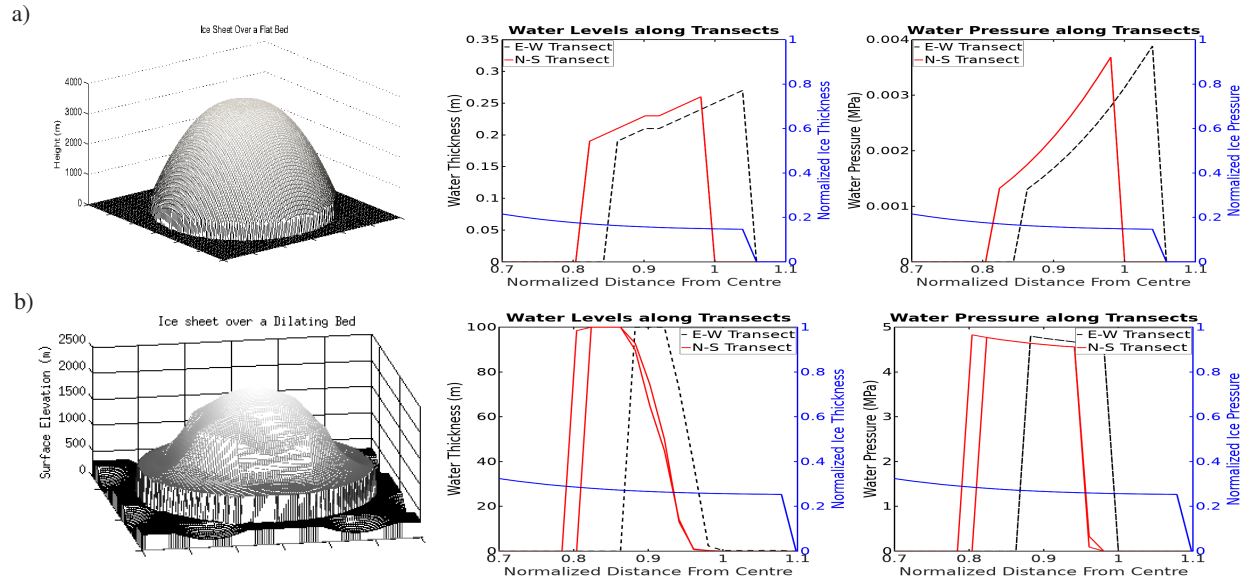 a)
Ice Sheet Over a Flat Bed
Height (m)
4000
3000
2000
1000
0
Water Levels along Transects
E-W Transect
N-S Transect
Water Thickness (m)
0.35
0.3
0.25
0.2
0.15
0.1
0.05
0
0.7 0.8 0.9 1 1.1
Normalized Distance From Centre
1
0.8
0.6
0.4
0.2
0
Normalized Ice Thickness
Water Pressure along Transects
E-W Transect
N-S Transect
Water Pressure (MPa)
0.004
0.003
0.002
0.001
0
0.7 0.8 0.9 1 1.1
Normalized Distance From Centre
1
0.8
0.6
0.4
0.2
0
Normalized Ice Pressure
b)
Ice sheet over a Dilating Bed
Surface Elevation (m)
2500
2000
1500
1000
500
0
Water Levels along Transects
E-W Transect
N-S Transect
Water Thickness (m)
100
80
60
40
20
0
0.7 0.8 0.9 1 1.1
Normalized Distance From Centre
1
0.8
0.6
0.4
0.2
0
Normalized Ice Thickness
Water Pressure along Transects
E-W Transect
N-S Transect
Water Pressure (MPa)
5
4
3
2
1
0
0.7 0.8 0.9 1 1.1
Normalized Distance From Centre
1
0.8
0.6
0.4
0.2
0
Normalized Ice Pressure